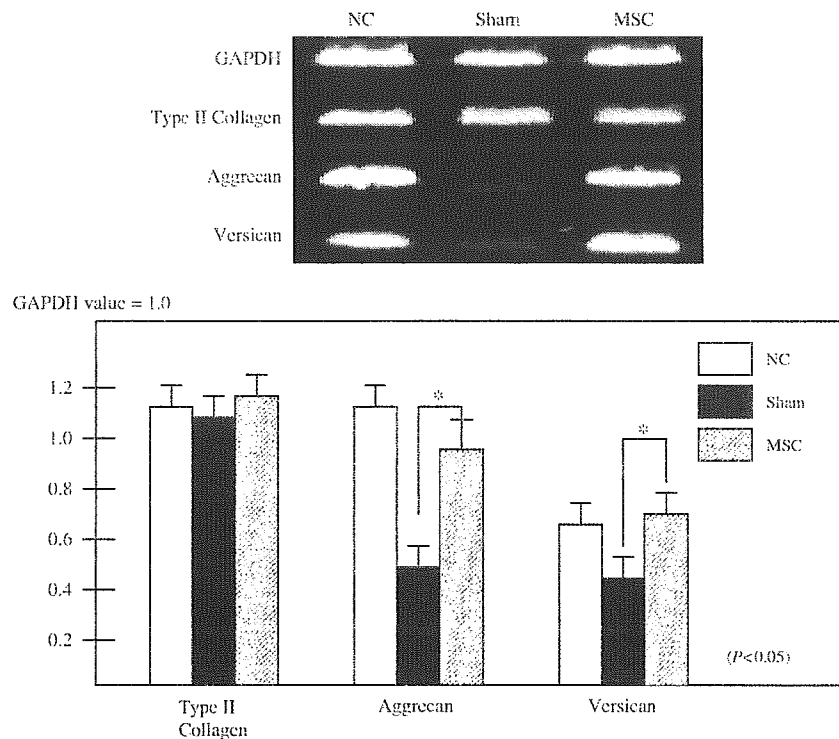 NC Sham MSC
GAPDH
Type II Collagen
Aggrecan
Versican
GAPDH value = 1.0
NC
1.2
Sham
*
1.0
*
MSC
0.8
0.6
0.4
0.2
(P<0.05)
Type II Aggrecan Versican
Collagen